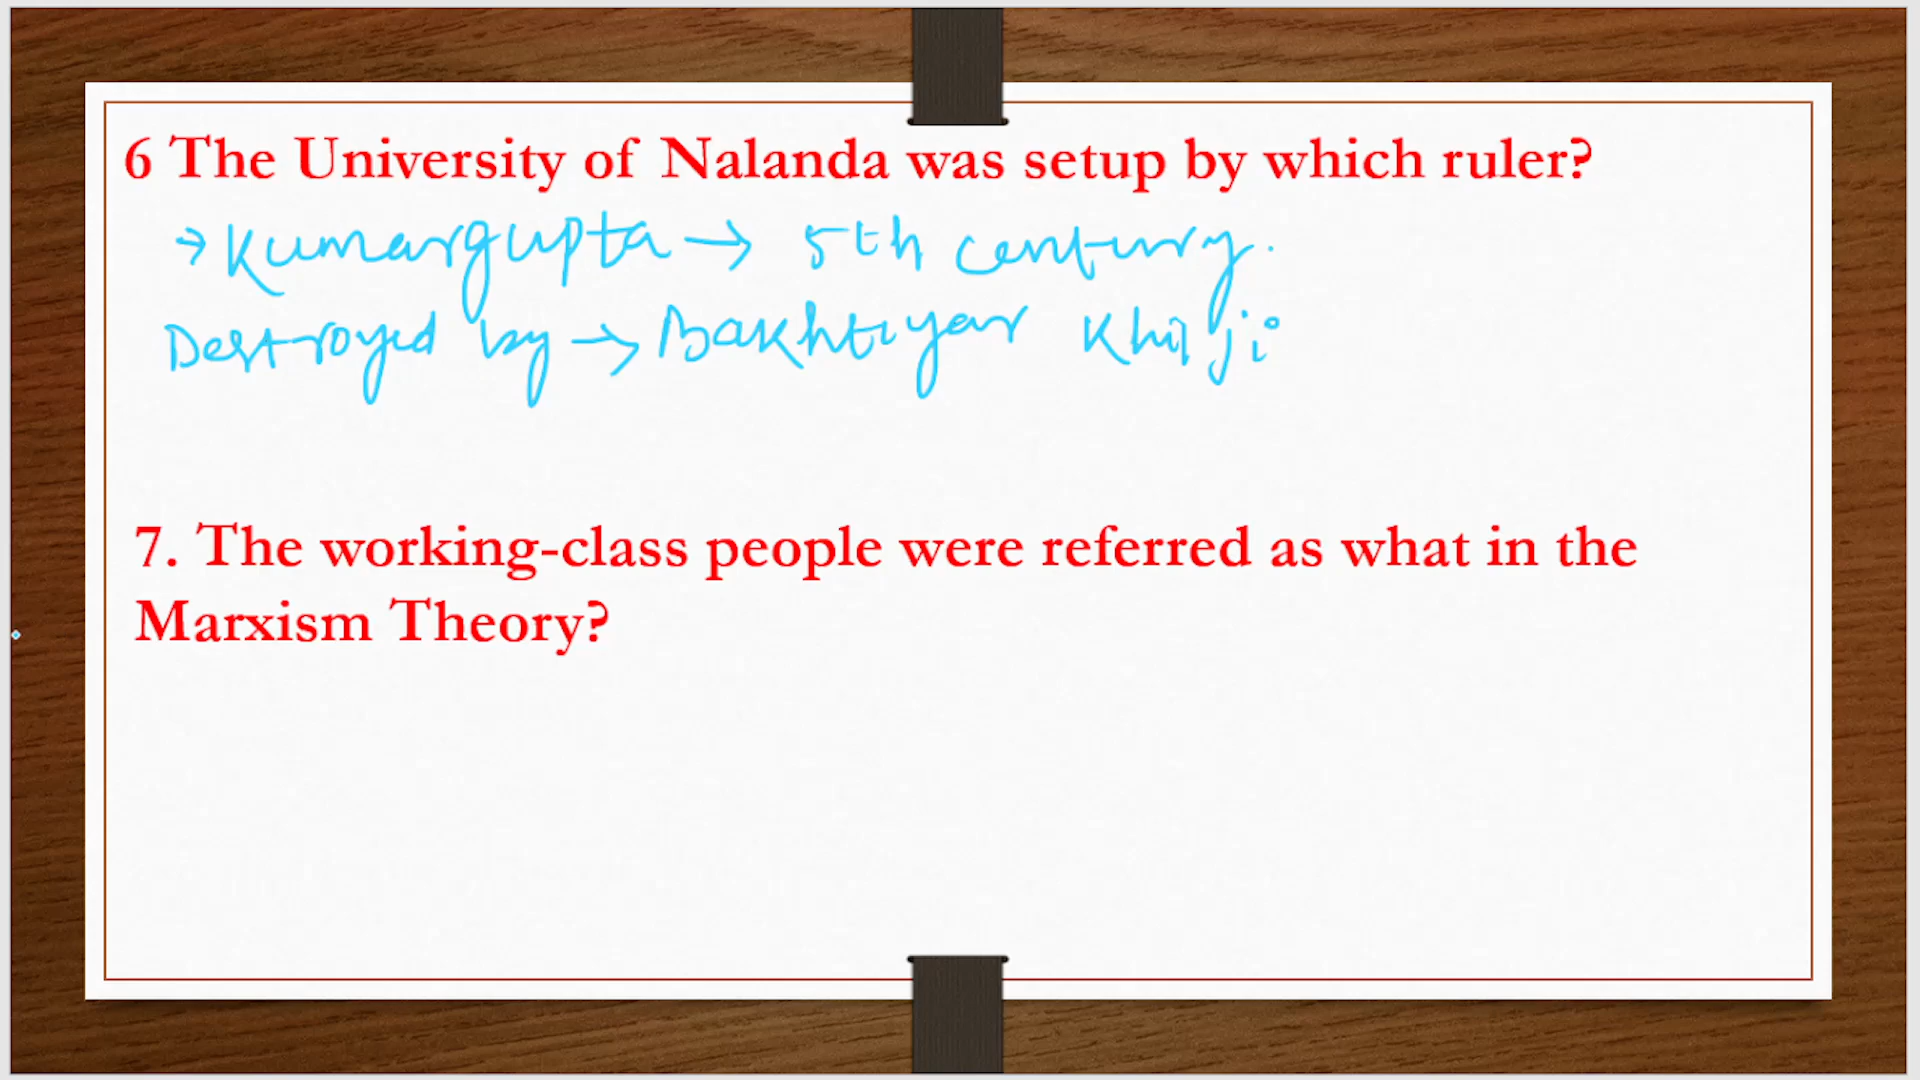 6 The University of Nalanda was setup by which ruler?
→ Kumargupta → 5th century.
Destroyed by → Bakhtiyar Khilji
7. The working-class people were referred as what in the
Marxism Theory?